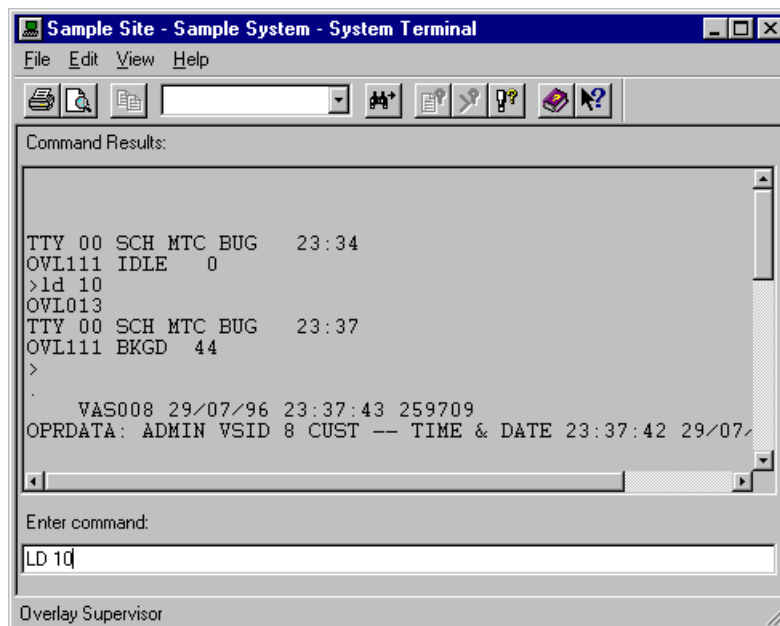 Sample Site - Sample System - System Terminal
File Edit View Help
Command Results:
TTY 00 SCH MTC BUG 23:34
OVL111 IDLE 0
>ld 10
OVL013
TTY 00 SCH MTC BUG 23:37
OVL111 BKGD 44
>
.
VAS008 29/07/96 23:37:43 259709
OPRDATA: ADMIN VSID 8 CUST -- TIME & DATE 23:37:42 29/07/
Enter command:
LD 10
Overlay Supervisor